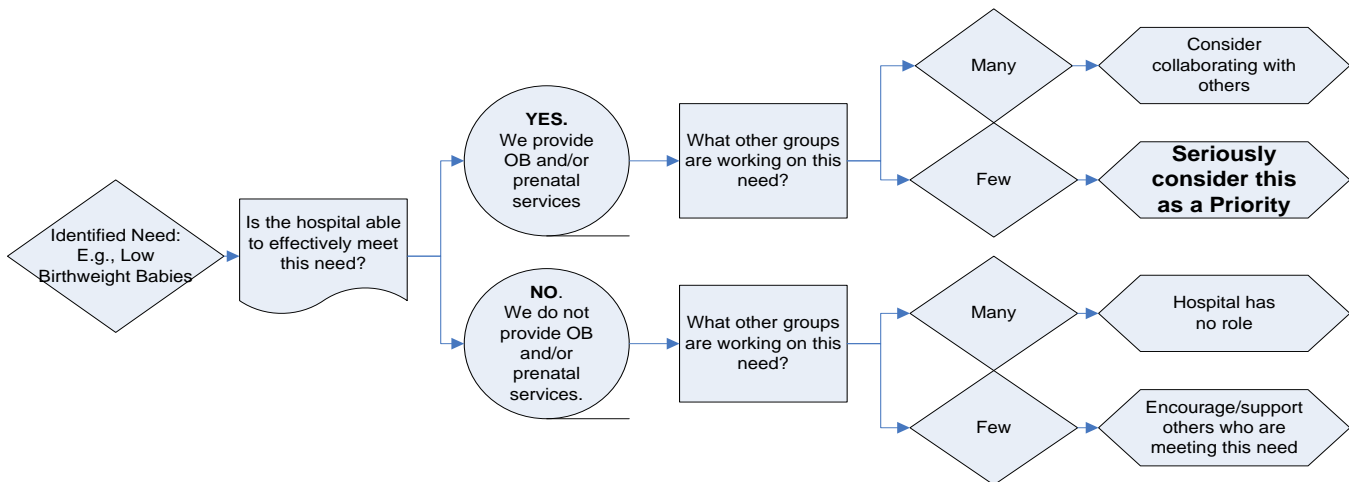 Identified Need:
E.g., Low
Birthweight Babies
Is the hospital able
to effectively meet
this need?
YES.
We provide
OB and/or
prenatal
services
What other groups
are working on this
need?
Many
Consider
collaborating with
others
Few
Seriously
consider this
as a Priority
NO.
We do not
provide OB
and/or
prenatal
services.
What other groups
are working on this
need?
Many
Hospital has
no role
Few
Encourage/support
others who are
meeting this need